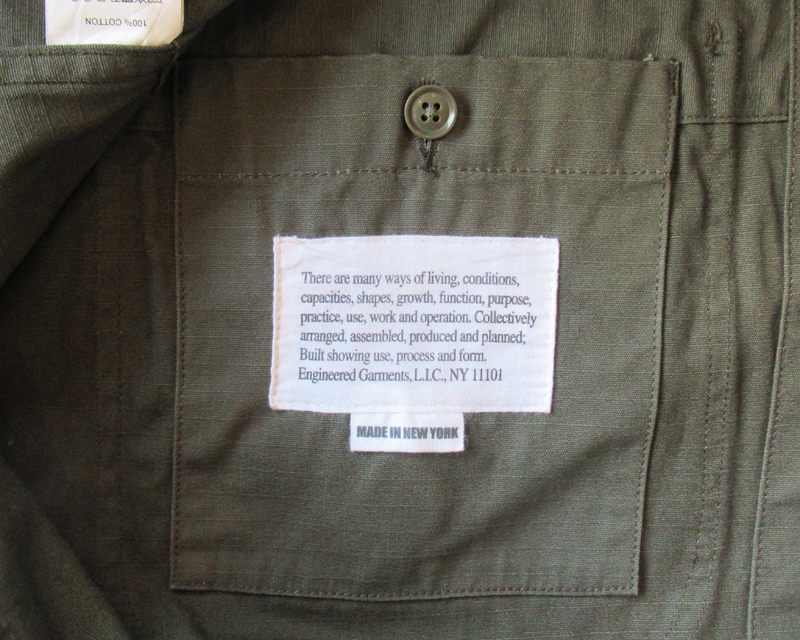 100% COTTON
There are many ways of living, conditions,
capacities, shapes, growth, function, purpose,
practice, use, work and operation. Collectively
arranged, assembled, produced and planned;
Built showing use, process and form.
Engineered Garments, L.I.C., NY 11101
MADE IN NEW YORK